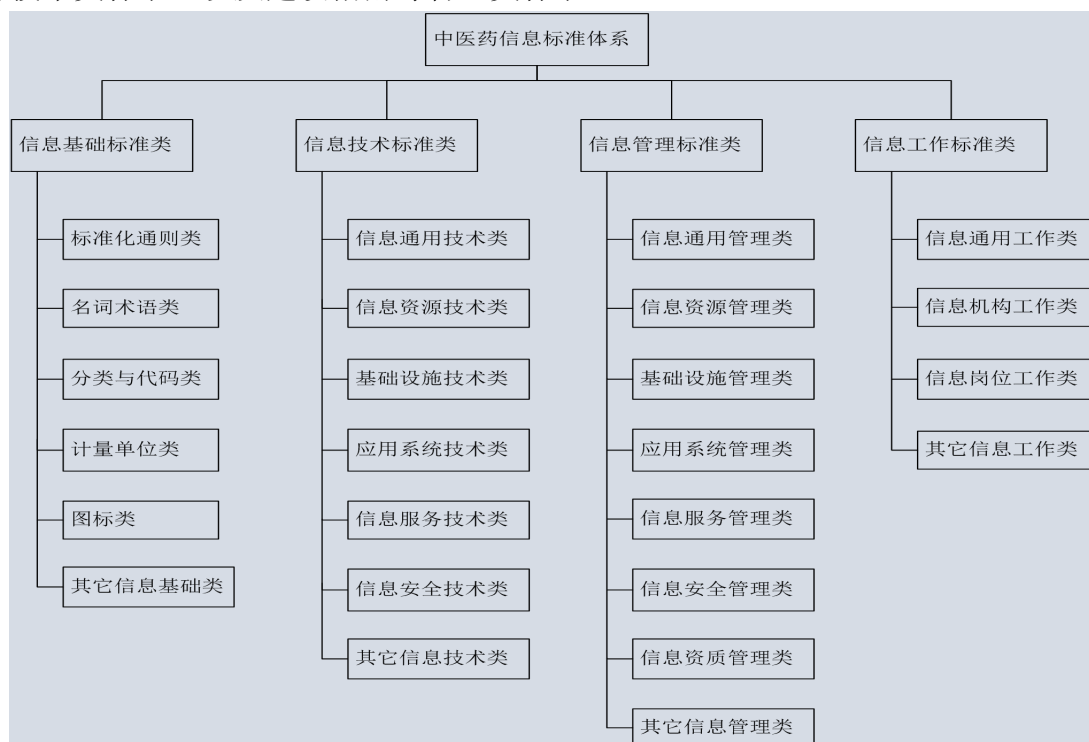 中医药信息标准体系
信息基础标准类
信息技术标准类
信息管理标准类
信息工作标准类
标准化通则类
名词术语类
分类与代码类
计量单位类
图标类
其它信息基础类
信息通用技术类
信息资源技术类
基础设施技术类
应用系统技术类
信息服务技术类
信息安全技术类
其它信息技术类
信息通用管理类
信息资源管理类
基础设施管理类
应用系统管理类
信息服务管理类
信息安全管理类
信息资质管理类
其它信息管理类
信息通用工作类
信息机构工作类
信息岗位工作类
其它信息工作类